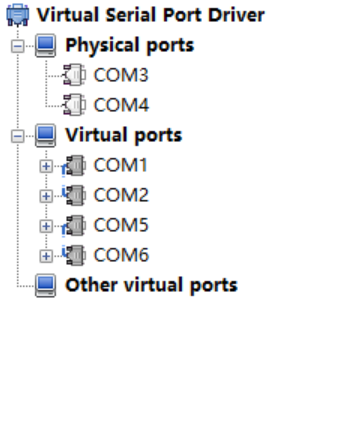 Virtual Serial Port Driver
Physical ports
COM3
COM4
Virtual ports
COM1
COM2
COM5
COM6
Other virtual ports